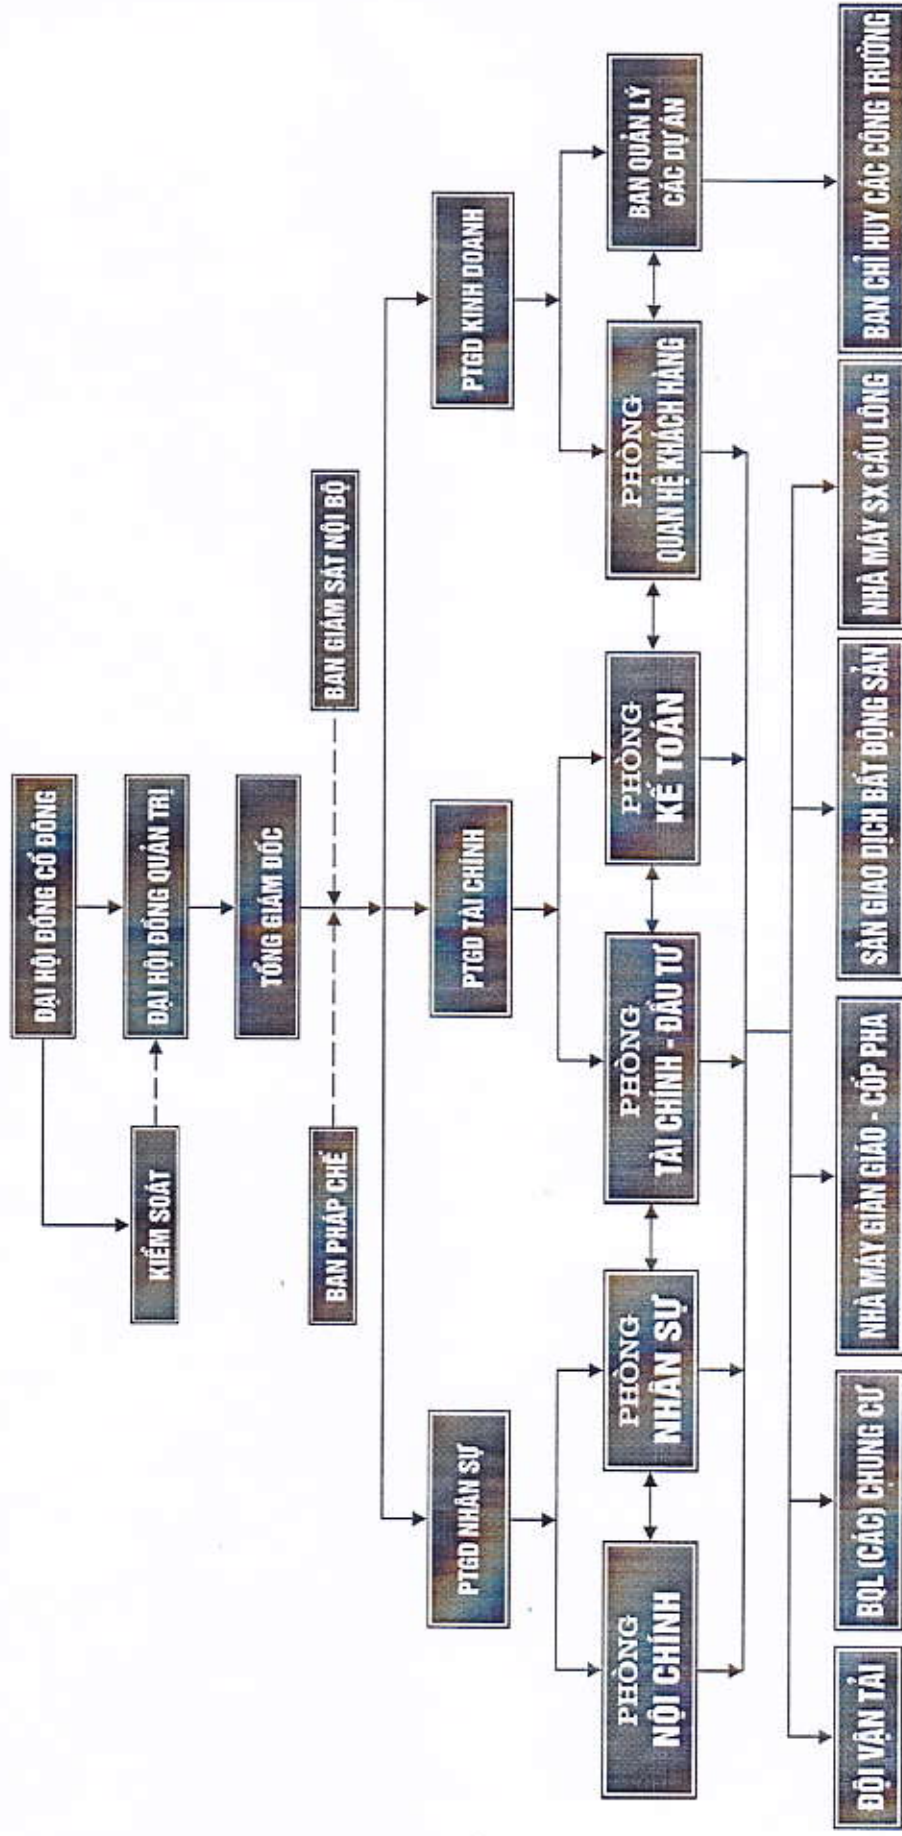 ĐẠI HỘI ĐỒNG CỔ ĐÔNG
KIỂM SOÁT
ĐẠI HỘI ĐỒNG QUẢN TRỊ
TỔNG GIÁM ĐỐC
BAN PHÁP CHẾ
BAN GIÁM SÁT NỘI BỘ
PTGD NHÂN SỰ
PTGD TÀI CHÍNH
PTGD KINH DOANH
PHÒNG
NỘI CHÍNH
PHÒNG
NHÂN SỰ
PHÒNG
TÀI CHÍNH - ĐẦU TƯ
PHÒNG
KẾ TOÁN
PHÒNG
QUAN HỆ KHÁCH HÀNG
BAN QUẢN LÝ
CÁC DỰ ÁN
ĐỘI VẬN TẢI
BQL (CÁC) CHUNG CƯ
NHÀ MÁY GIÀN GIÁO - CỐP PHA
SÀN GIAO DỊCH BẤT ĐỘNG SẢN
NHÀ MÁY SX CẦU LÔNG
BAN CHỈ HUY CÁC CÔNG TRƯỜNG